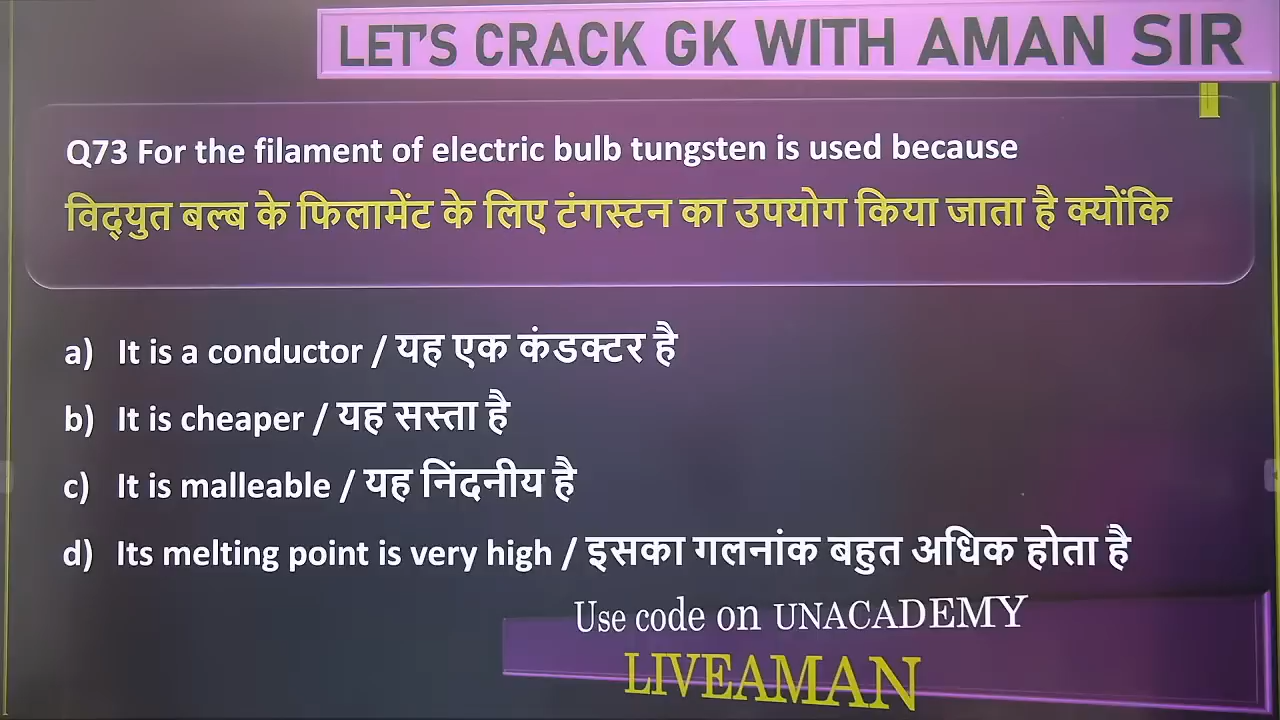 LET'S CRACK GK WITH AMAN SIR
Q73 For the filament of electric bulb tungsten is used because
विद्युत बल्ब के फिलामेंट के लिए टंगस्टन का उपयोग किया जाता है क्योंकि
a) It is a conductor / यह एक कंडक्टर है
b) It is cheaper / यह सस्ता है
c) It is malleable / यह निंदनीय है
d) Its melting point is very high / इसका गलनांक बहुत अधिक होता है
Use code on UNACADEMY
LIVEAMAN